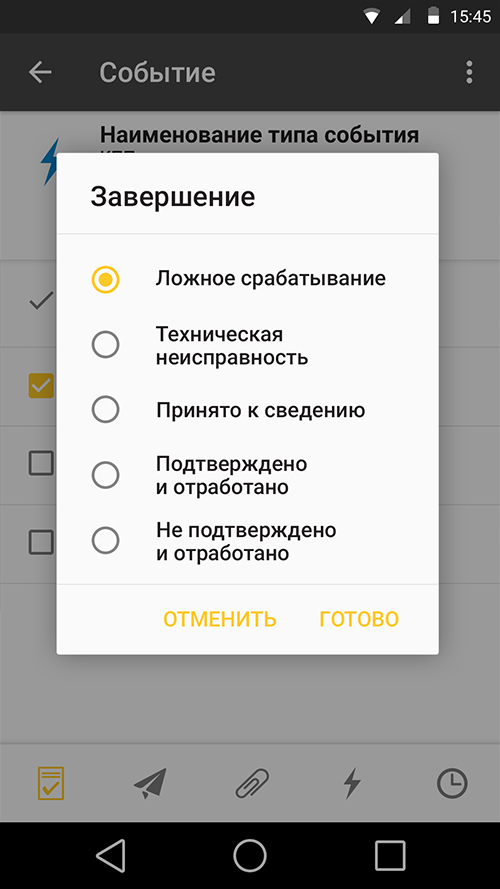 15:45
Событие
Наименование типа события
Завершение
Ложное срабатывание
Техническая
неисправность
Принято к сведению
Подтверждено
и отработано
Не подтверждено
и отработано
ОТМЕНИТЬ ГОТОВО